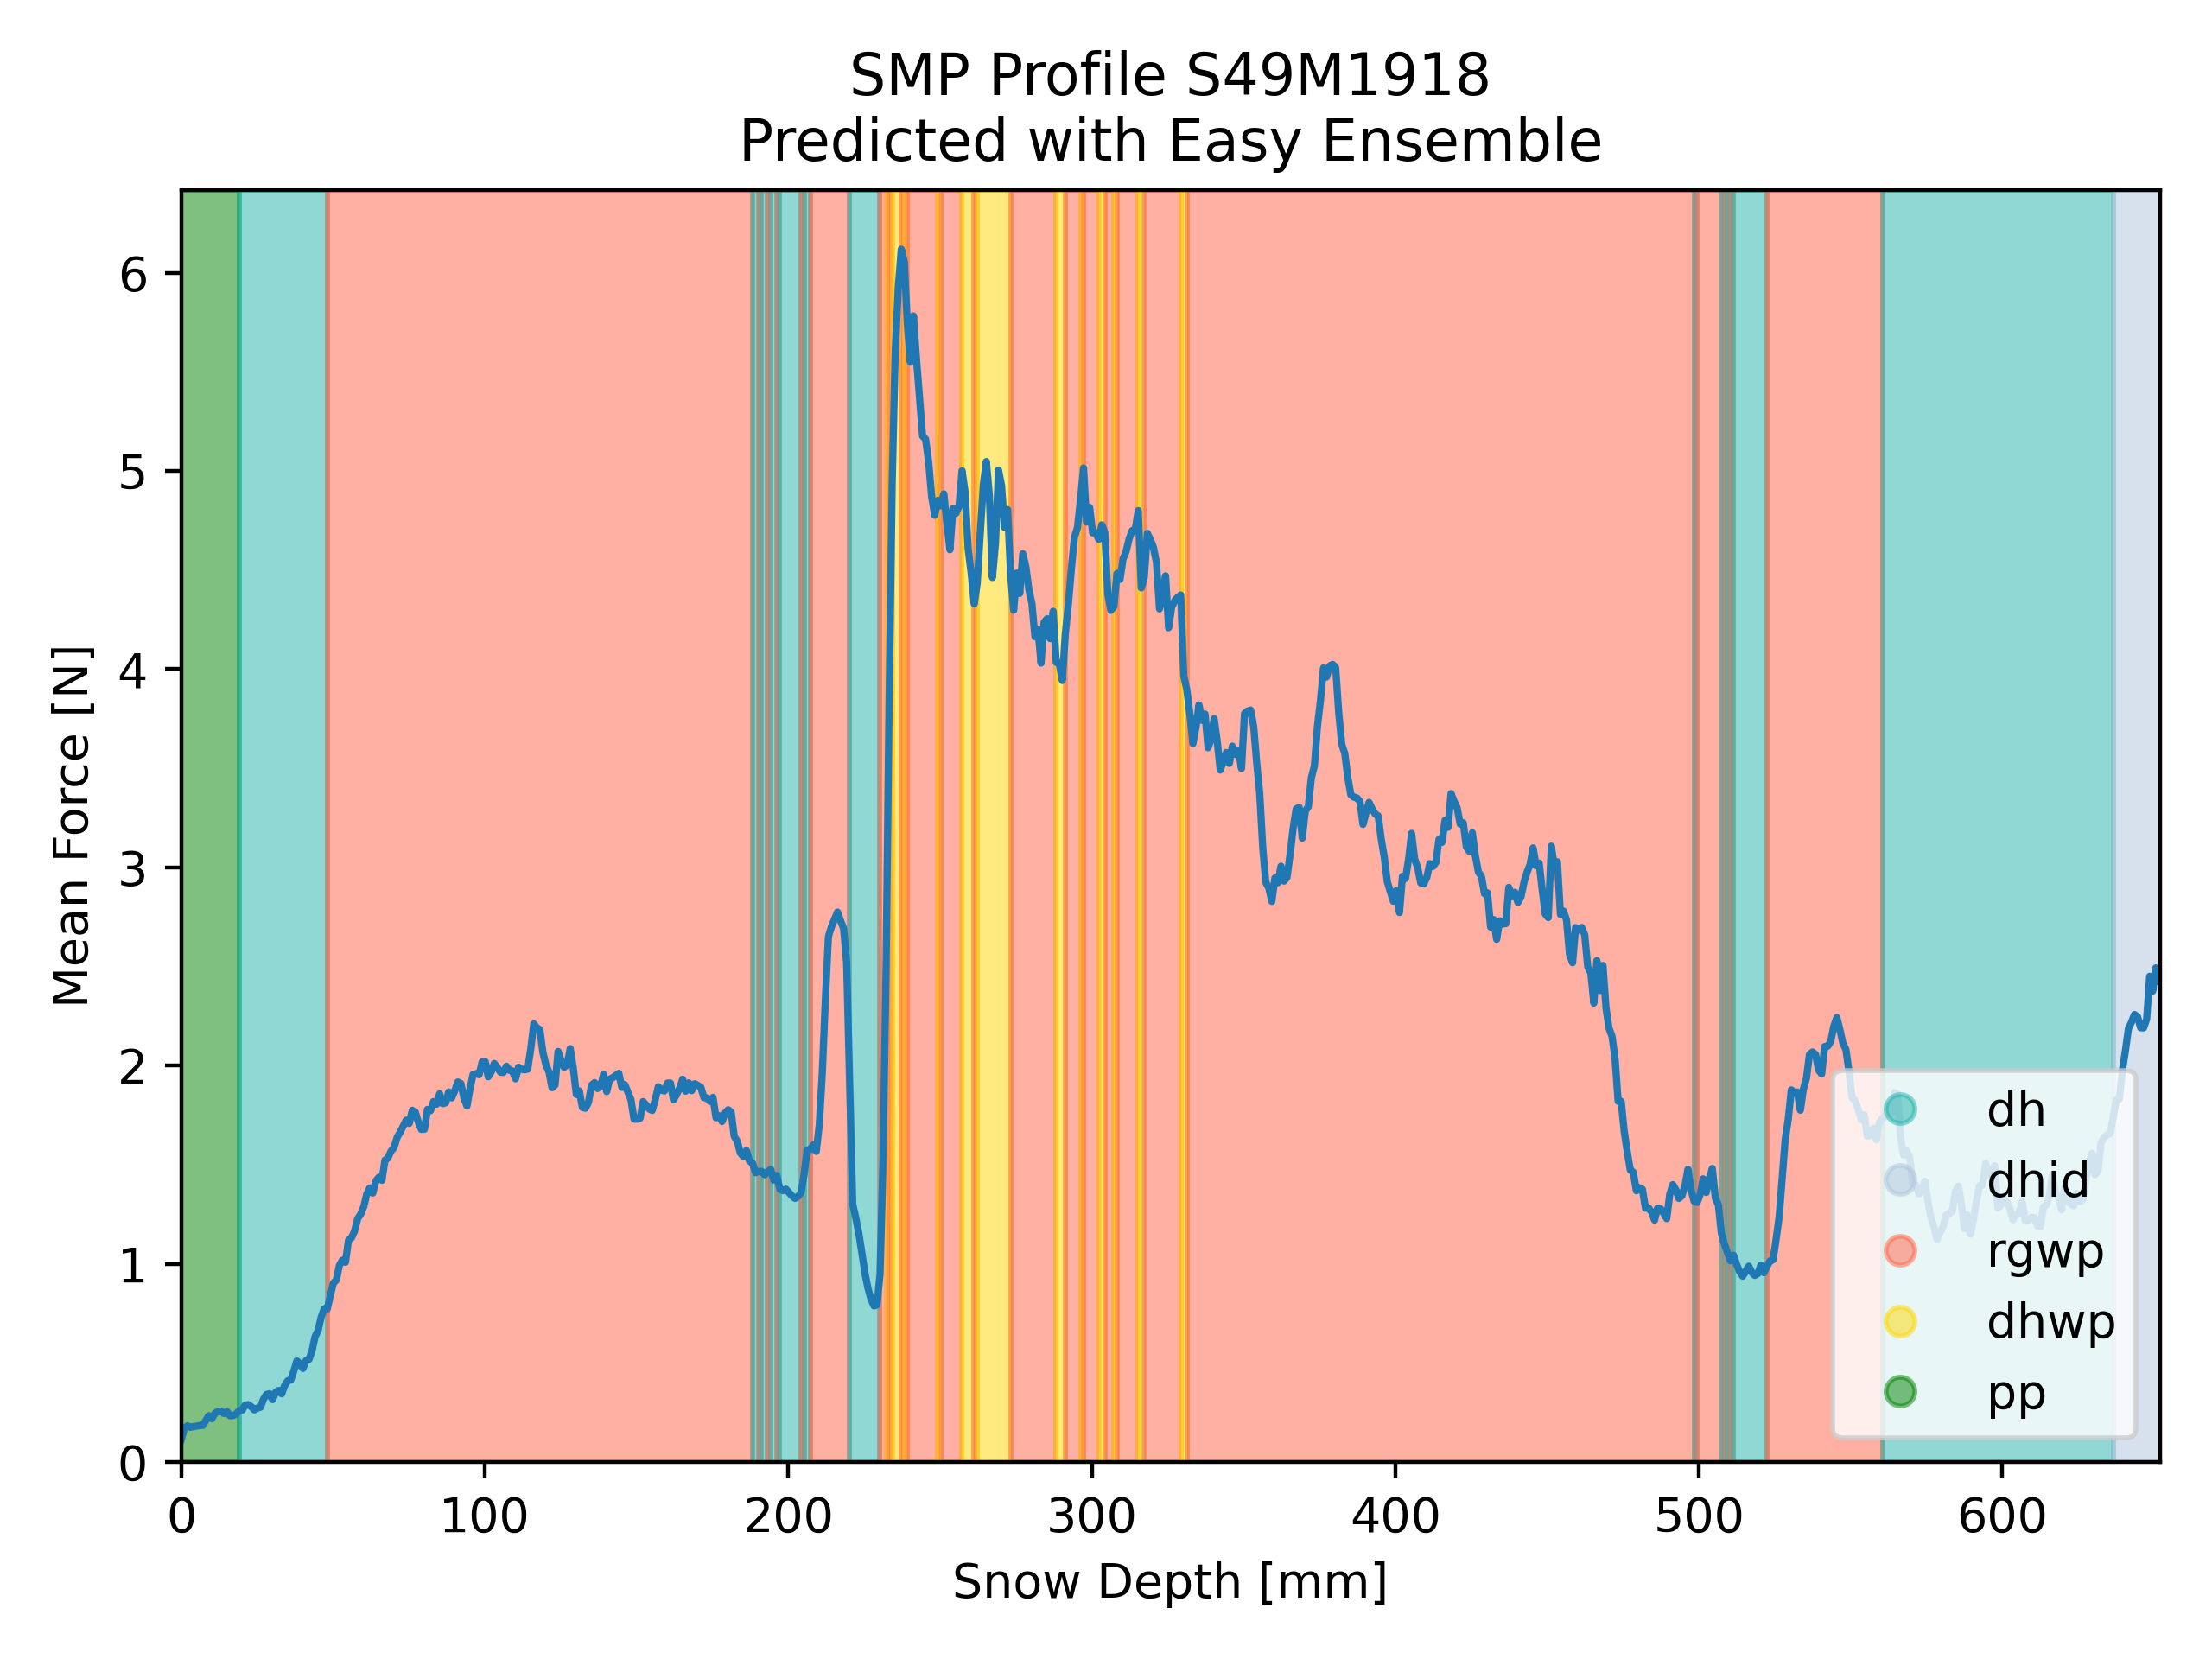 SMP Profile S49M1918
Predicted with Easy Ensemble
Mean Force [N]
6
5
4
3
2
1
0
dh
dhid
rgwp
dhwp
pp
0 100 200 300 400 500 600
Snow Depth [mm]